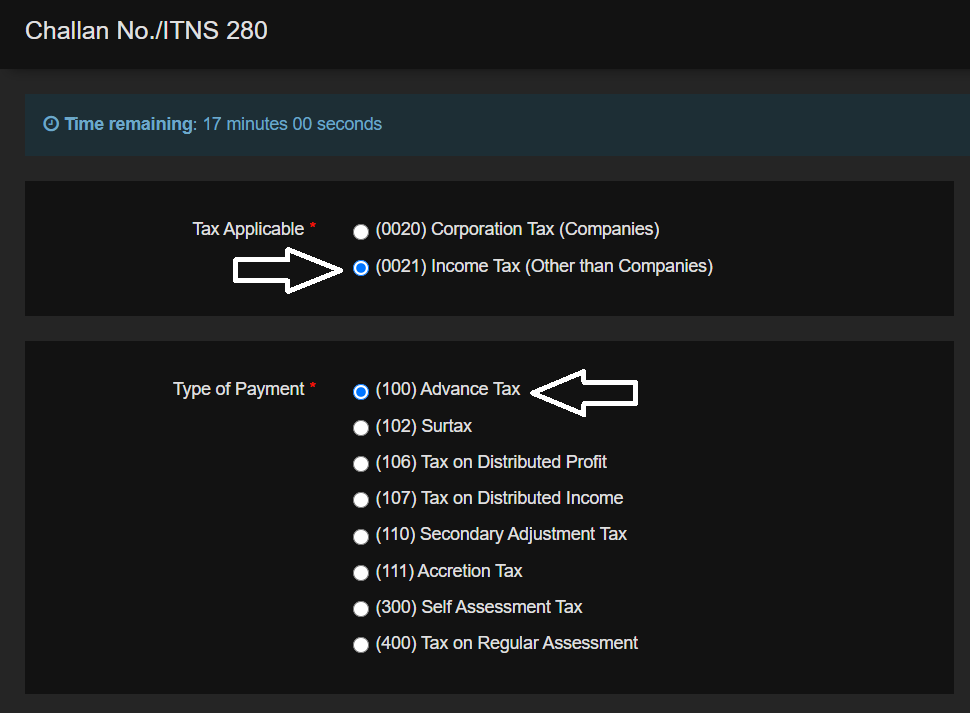 Challan No./ITNS 280
Time remaining: 17 minutes 00 seconds
Tax Applicable *
(0020) Corporation Tax (Companies)
(0021) Income Tax (Other than Companies)
Type of Payment *
(100) Advance Tax
(102) Surtax
(106) Tax on Distributed Profit
(107) Tax on Distributed Income
(110) Secondary Adjustment Tax
(111) Accretion Tax
(300) Self Assessment Tax
(400) Tax on Regular Assessment